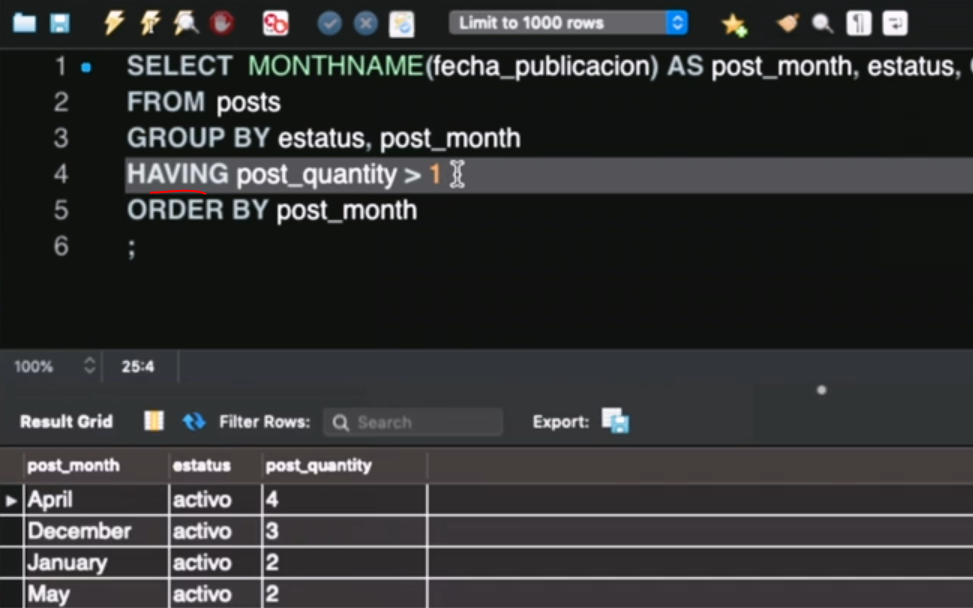 Limit to 1000 rows
1 SELECT MONTHNAME(fecha_publicacion) AS post_month, estatus,
2 FROM posts
3 GROUP BY estatus, post_month
4 HAVING post_quantity > 1
5 ORDER BY post_month
6 ;
100% 25:4
Result Grid Filter Rows: Search Export:
post_month estatus post_quantity
April activo 4
December activo 3
January activo 2
May activo 2